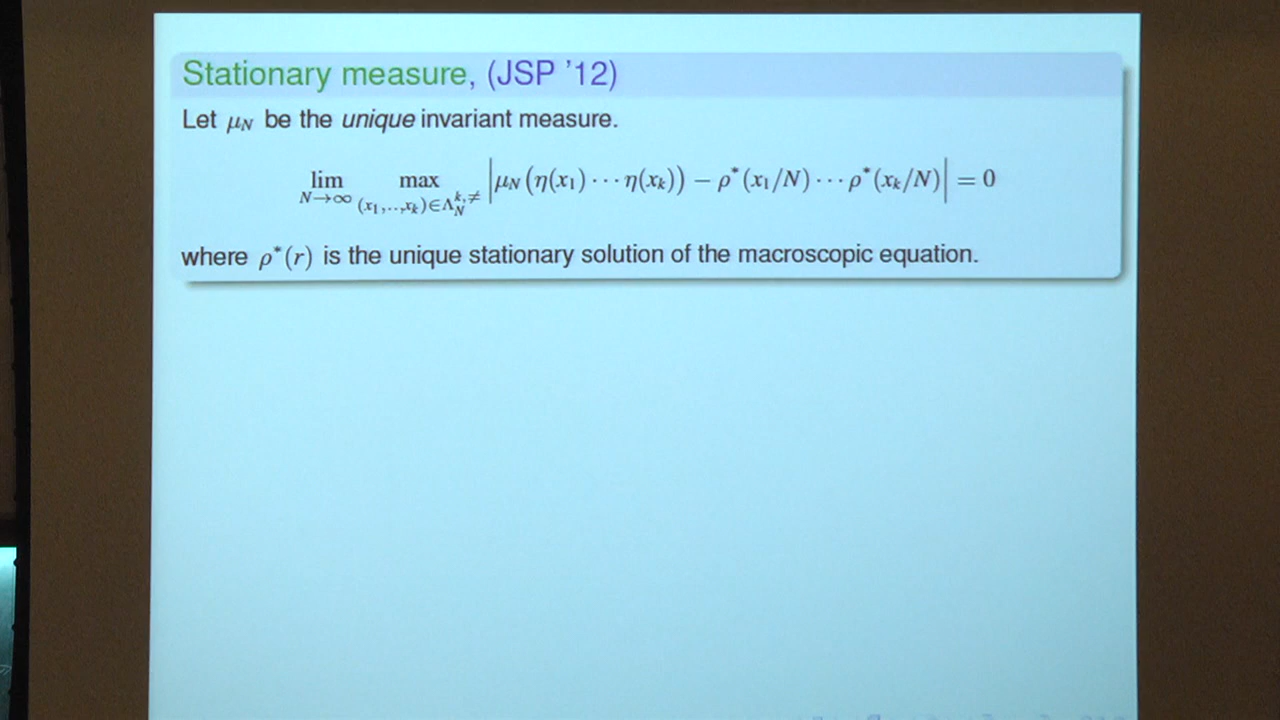 Stationary measure, (JSP '12)
Let μ_N be the unique invariant measure.
lim_{N→∞} max_{(x_1,..,x_k)∈Λ_N^{k,≠}} |μ_N(η(x_1)···η(x_k)) − ρ*(x_1/N)···ρ*(x_k/N)| = 0
where ρ*(r) is the unique stationary solution of the macroscopic equation.